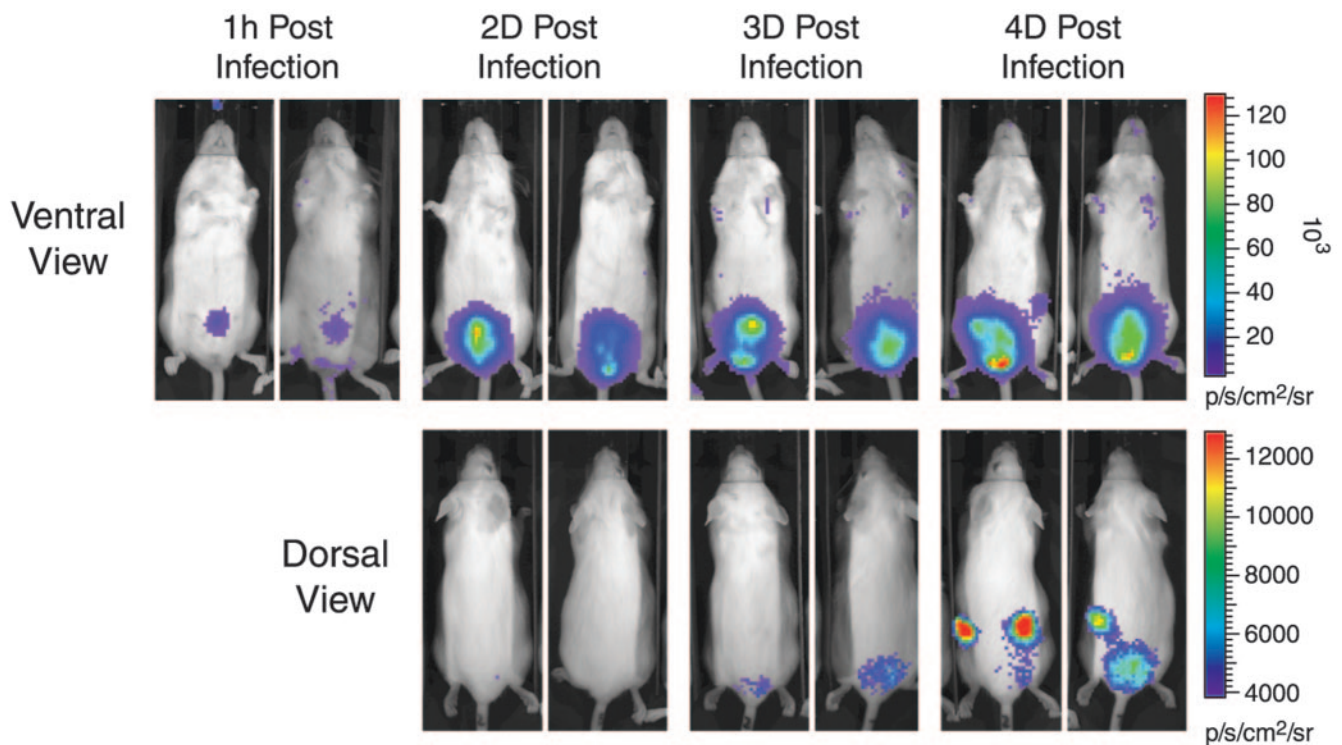 1h Post
Infection
2D Post
Infection
3D Post
Infection
4D Post
Infection
Ventral
View
120
100
80
60
40
20
10³
p/s/cm²/sr
Dorsal
View
12000
10000
8000
6000
4000
p/s/cm²/sr